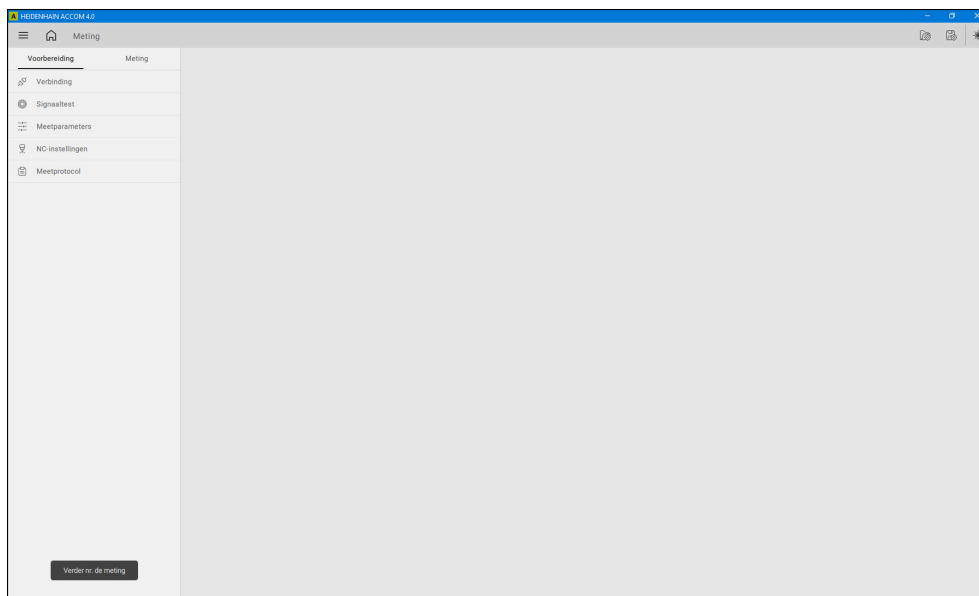 HEIDENHAIN ACCOM 4.0
Meting
Voorbereiding Meting
Verbinding
Signaaltest
Meetparameters
NC-instellingen
Meetprotocol
Verder nr. de meting